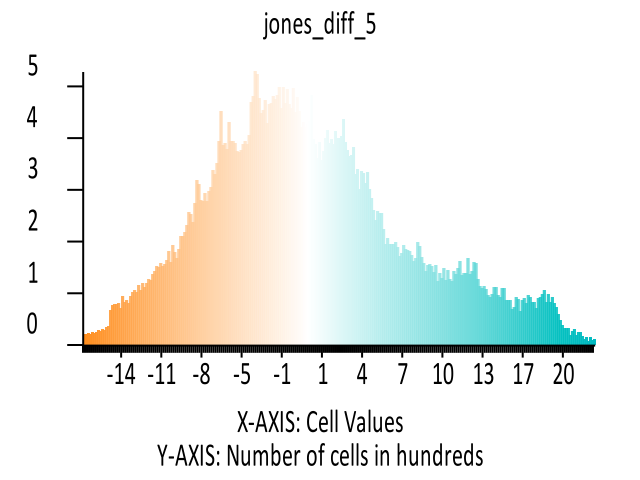 jones_diff_5
5
4
3
2
1
0
-14 -11 -8 -5 -1 1 4 7 10 13 17 20
X-AXIS: Cell Values
Y-AXIS: Number of cells in hundreds